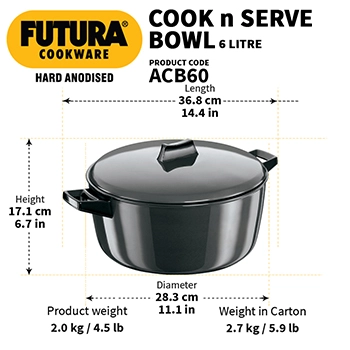 FUTURA®
COOKWARE
HARD ANODISED
COOK n SERVE
BOWL 6 LITRE
PRODUCT CODE
ACB60
Length
36.8 cm
14.4 in
Height
17.1 cm
6.7 in
Diameter
28.3 cm
11.1 in
Product weight
2.0 kg / 4.5 lb
Weight in Carton
2.7 kg / 5.9 lb